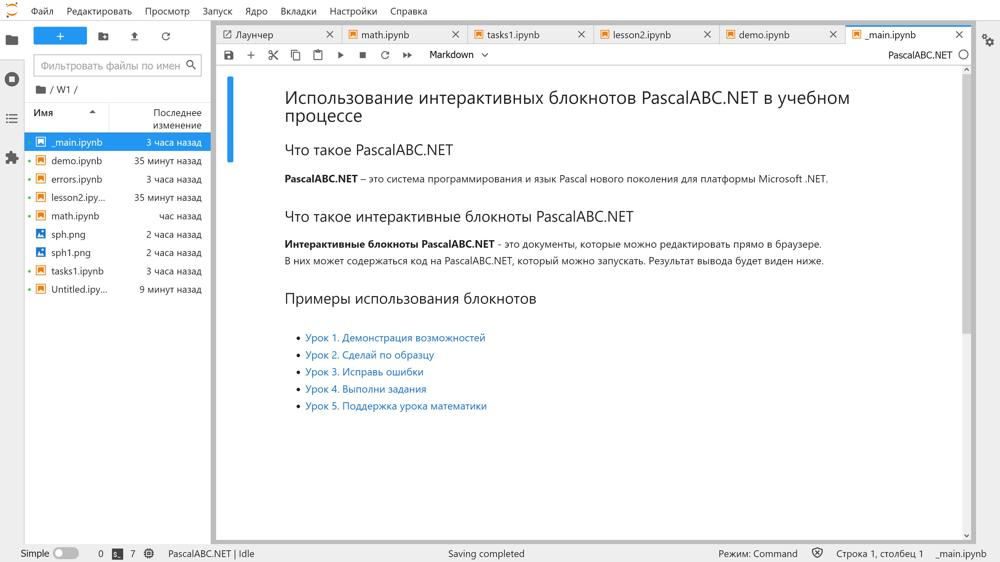 Файл Редактировать Просмотр Запуск Ядро Вкладки Настройки Справка
Фильтровать файлы по имен
/ W1 /
Имя Последнее изменение
_main.ipynb 3 часа назад
demo.ipynb 35 минут назад
errors.ipynb 3 часа назад
lesson2.ipy... 35 минут назад
math.ipynb час назад
sph.png 2 часа назад
sph1.png 2 часа назад
tasks1.ipynb 3 часа назад
Untitled.ipy... 9 минут назад
Лаунчер math.ipynb tasks1.ipynb lesson2.ipynb demo.ipynb _main.ipynb
Markdown PascalABC.NET
Использование интерактивных блокнотов PascalABC.NET в учебном
процессе
Что такое PascalABC.NET
PascalABC.NET – это система программирования и язык Pascal нового поколения для платформы Microsoft .NET.
Что такое интерактивные блокноты PascalABC.NET
Интерактивные блокноты PascalABC.NET - это документы, которые можно редактировать прямо в браузере.
В них может содержаться код на PascalABC.NET, который можно запускать. Результат вывода будет виден ниже.
Примеры использования блокнотов
• Урок 1. Демонстрация возможностей
• Урок 2. Сделай по образцу
• Урок 3. Исправь ошибки
• Урок 4. Выполни задания
• Урок 5. Поддержка урока математики
Simple 0 $_ 7 PascalABC.NET | Idle Saving completed Режим: Command Строка 1, столбец 1 _main.ipynb